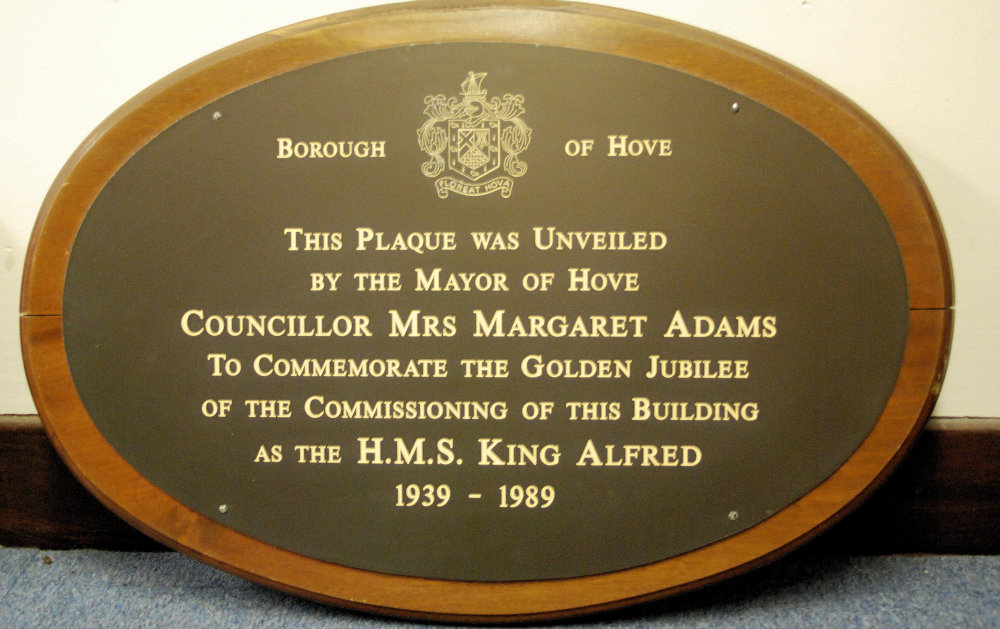 Borough of Hove
FLOREAT HOVA
This Plaque was Unveiled
by the Mayor of Hove
Councillor Mrs Margaret Adams
To Commemorate the Golden Jubilee
of the Commissioning of this Building
as the H.M.S. King Alfred
1939 - 1989